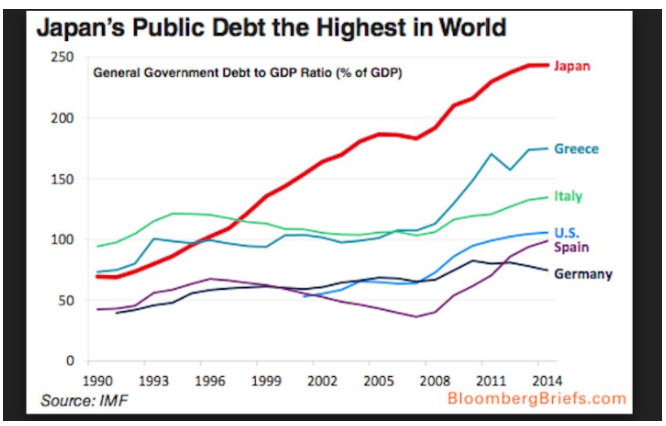 Japan's Public Debt the Highest in World
250
General Government Debt to GDP Ratio (% of GDP)
Japan
200
Greece
150
Italy
100
U.S.
Spain
Germany
50
0
1990 1993 1996 1999 2002 2005 2008 2011 2014
Source: IMF
BloombergBriefs.com